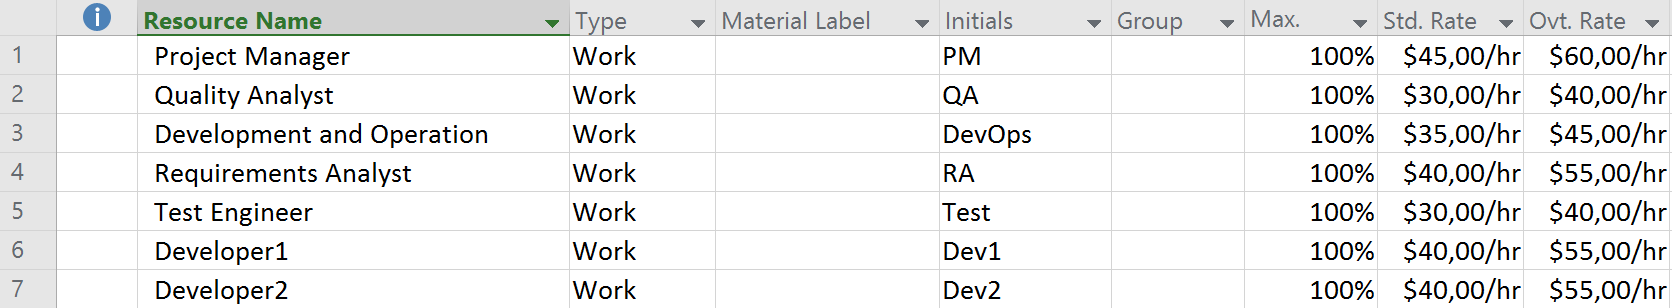 i Resource Name Type Material Label Initials Group Max. Std. Rate Ovt. Rate
1 Project Manager Work PM 100% $45,00/hr $60,00/hr
2 Quality Analyst Work QA 100% $30,00/hr $40,00/hr
3 Development and Operation Work DevOps 100% $35,00/hr $45,00/hr
4 Requirements Analyst Work RA 100% $40,00/hr $55,00/hr
5 Test Engineer Work Test 100% $30,00/hr $40,00/hr
6 Developer1 Work Dev1 100% $40,00/hr $55,00/hr
7 Developer2 Work Dev2 100% $40,00/hr $55,00/hr